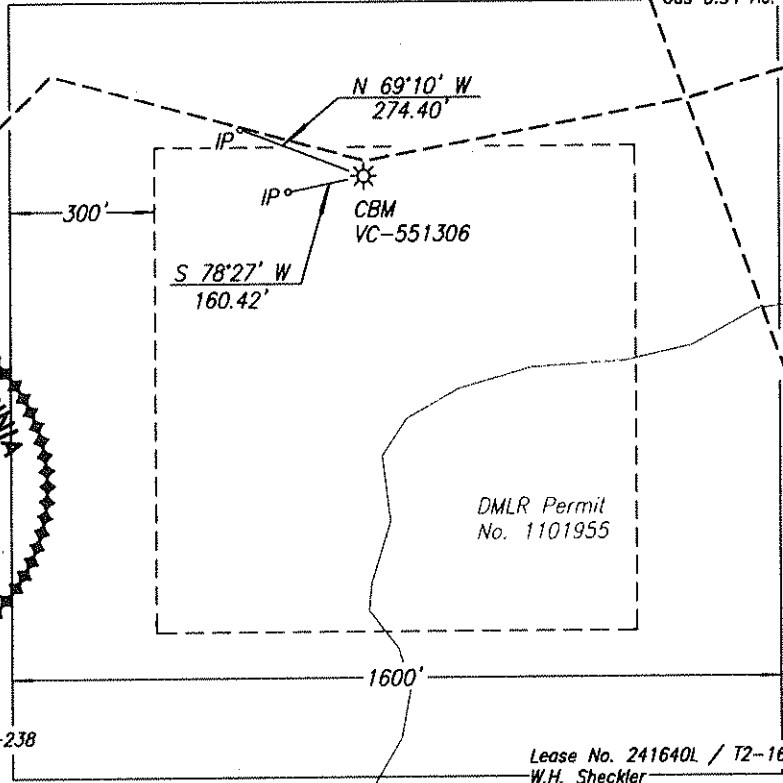 N 69°10' W
274.40'
IP
IP
300'
CBM
VC-551306
S 78°27' W
160.42'
DMLR Permit
No. 1101955
1600'
-238
Lease No. 241640L / T2-16
W.H. Sheckler